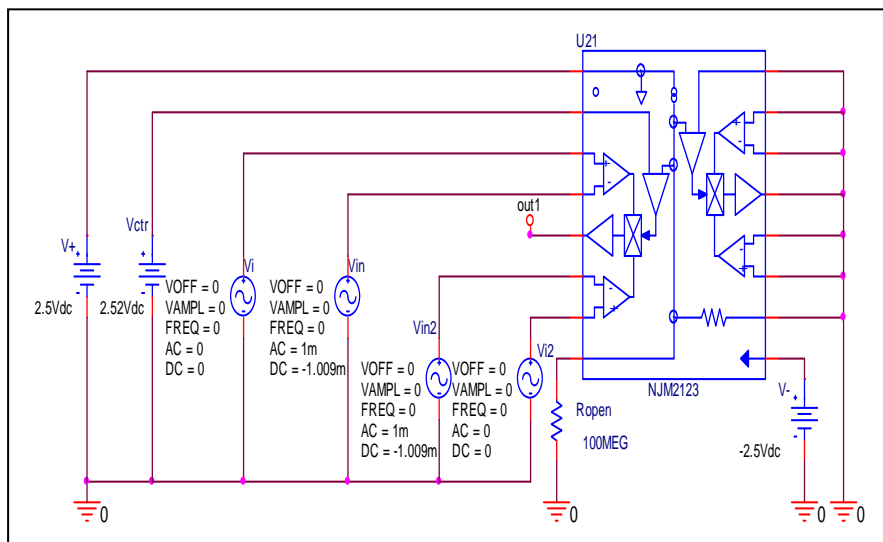 U21
out1
V+
Vctr
Vi
Vin
+
+
2.5Vdc
-
2.52Vdc
-
VOFF = 0
VAMPL = 0
FREQ = 0
AC = 0
DC = 0
VOFF = 0
VAMPL = 0
FREQ = 0
AC = 1m
DC = -1.009m
Vin2
Vi2
VOFF = 0
VAMPL = 0
FREQ = 0
AC = 1m
DC = -1.009m
VOFF = 0
VAMPL = 0
FREQ = 0
AC = 0
DC = 0
+
-
-
+
+
-
-
+
NJM2123
Ropen
100MEG
V-
+
-2.5Vdc
-
0
0
0
0